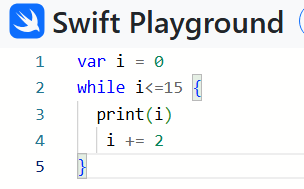 Swift Playground
1 var i = 0
2 while i<=15 {
3 print(i)
4 i += 2
5 }